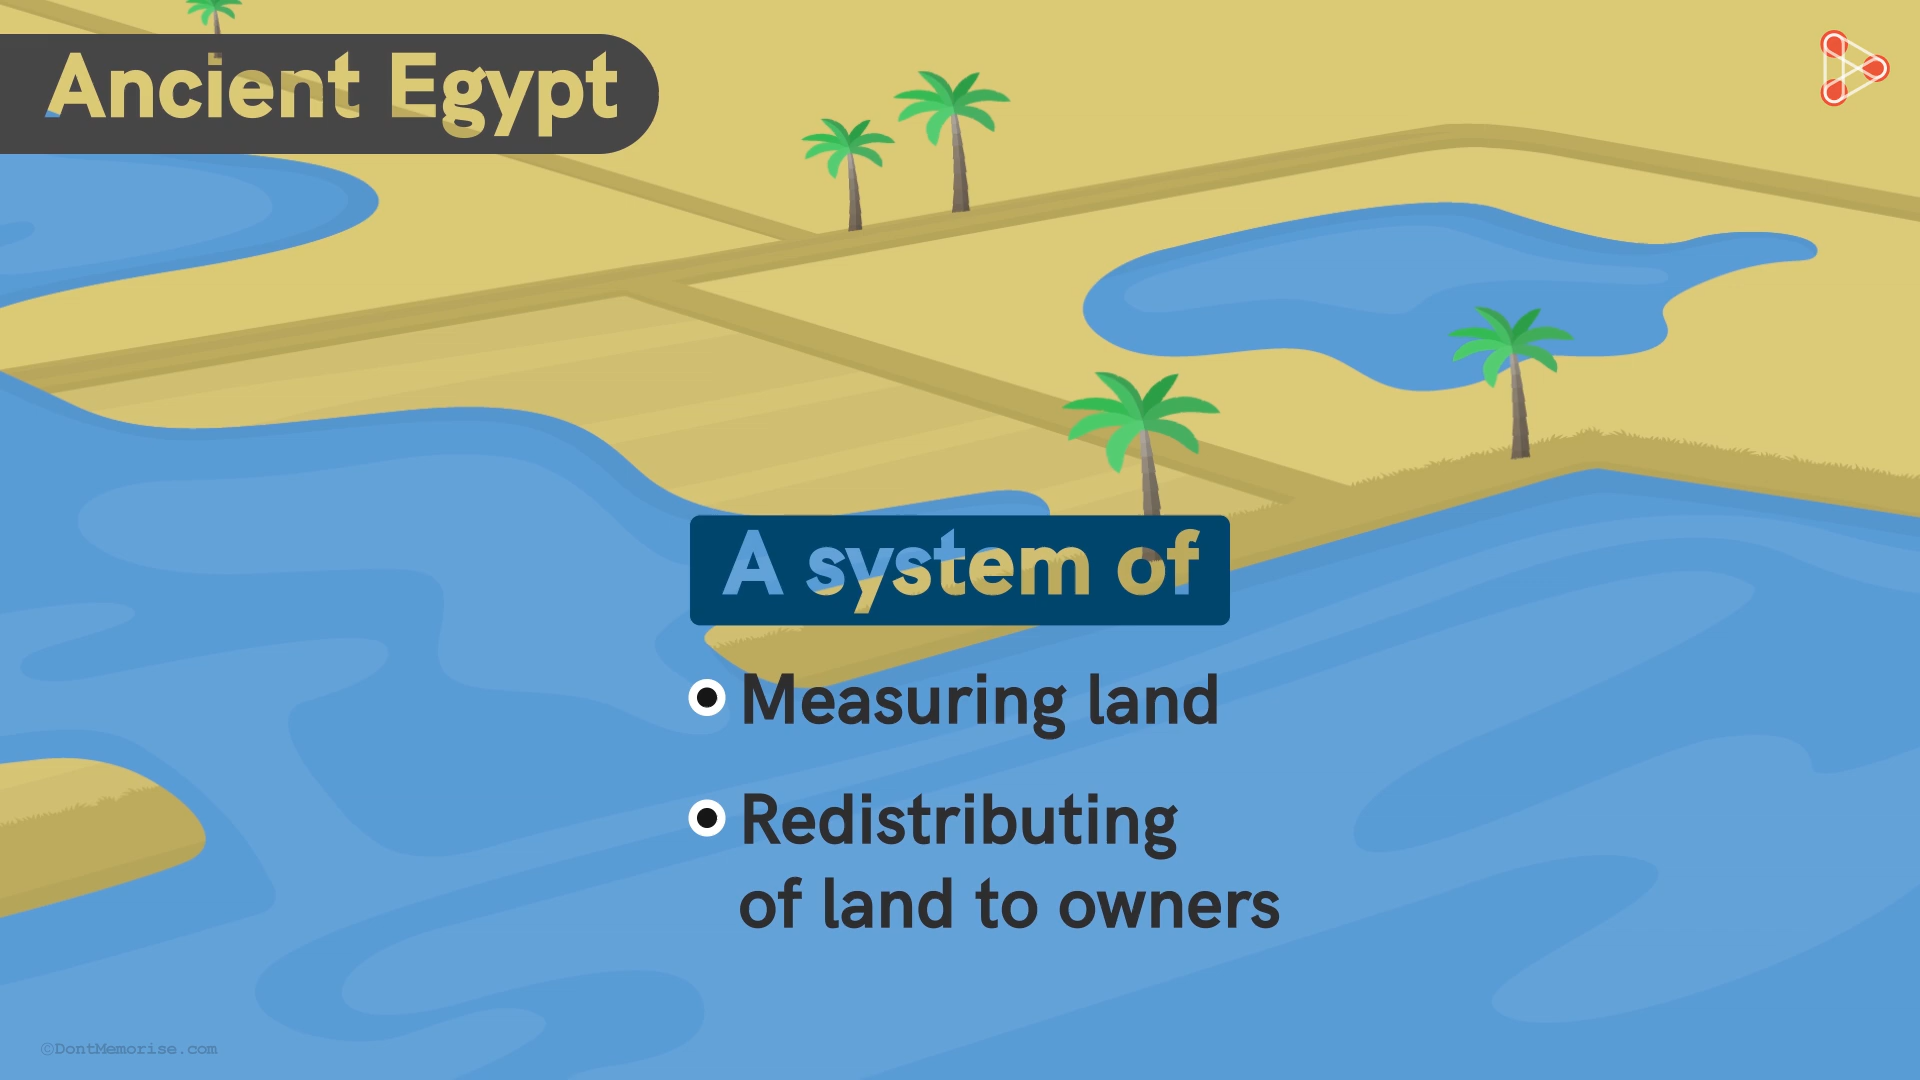 Ancient Egypt
A system of
Measuring land
Redistributing
of land to owners
©DontMemorise.com